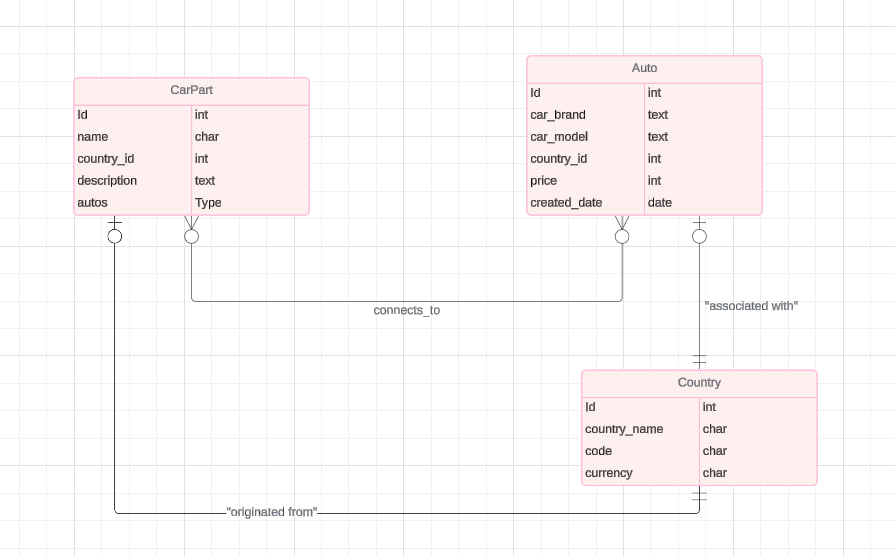 CarPart
Id int
name char
country_id int
description text
autos Type
Auto
Id int
car_brand text
car_model text
country_id int
price int
created_date date
connects_to
"associated with"
Country
Id int
country_name char
code char
currency char
"originated from"